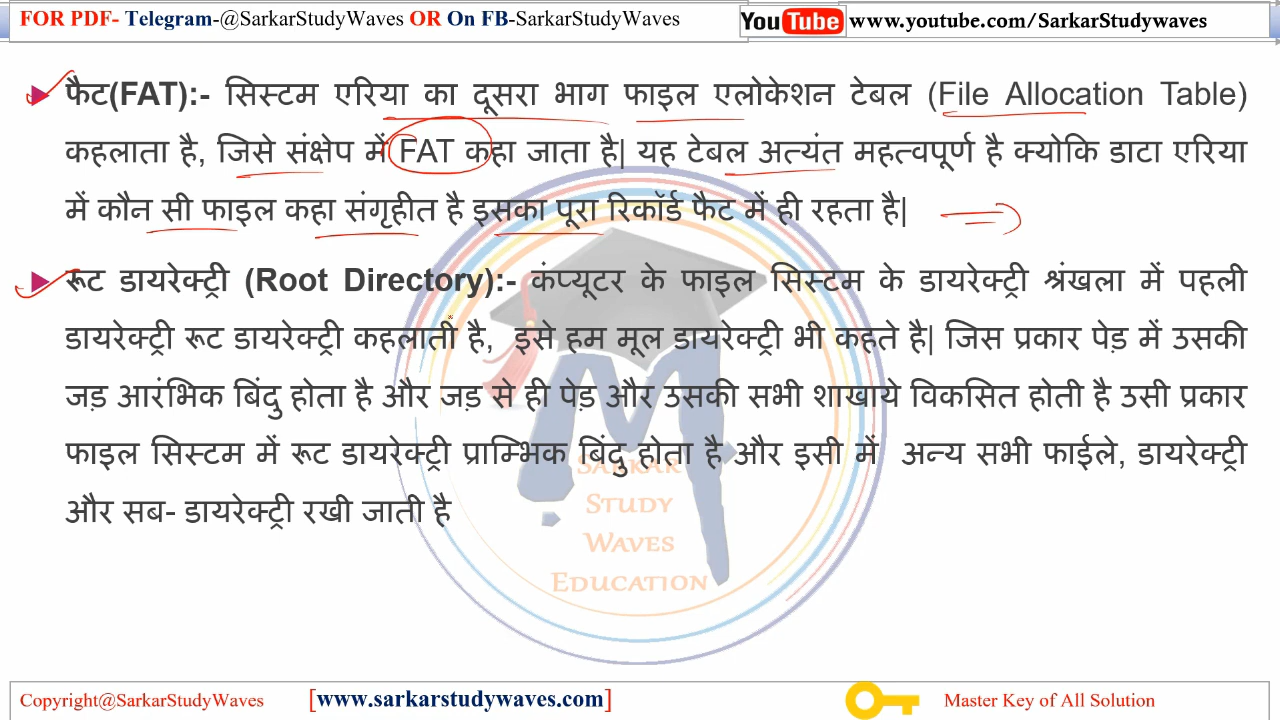 FOR PDF- Telegram-@SarkarStudyWaves OR On FB-SarkarStudyWaves
YouTube www.youtube.com/SarkarStudywaves
फैट(FAT):- सिस्टम एरिया का दूसरा भाग फाइल एलोकेशन टेबल (File Allocation Table)
कहलाता है, जिसे संक्षेप में FAT कहा जाता है| यह टेबल अत्यंत महत्वपूर्ण है क्योकि डाटा एरिया
में कौन सी फाइल कहा संगृहीत है इसका पूरा रिकॉर्ड फैट में ही रहता है|
रूट डायरेक्ट्री (Root Directory):- कंप्यूटर के फाइल सिस्टम के डायरेक्ट्री श्रंखला में पहली
डायरेक्ट्री रूट डायरेक्ट्री कहलाती है, इसे हम मूल डायरेक्ट्री भी कहते है| जिस प्रकार पेड़ में उसकी
जड़ आरंभिक बिंदु होता है और जड़ से ही पेड़ और उसकी सभी शाखाये विकसित होती है उसी प्रकार
फाइल सिस्टम में रूट डायरेक्ट्री प्राम्भिक बिंदु होता है और इसी में अन्य सभी फाईले, डायरेक्ट्री
और सब- डायरेक्ट्री रखी जाती है
SARKAR
STUDY
WAVES
EDUCATION
Copyright@SarkarStudyWaves [www.sarkarstudywaves.com] Master Key of All Solution